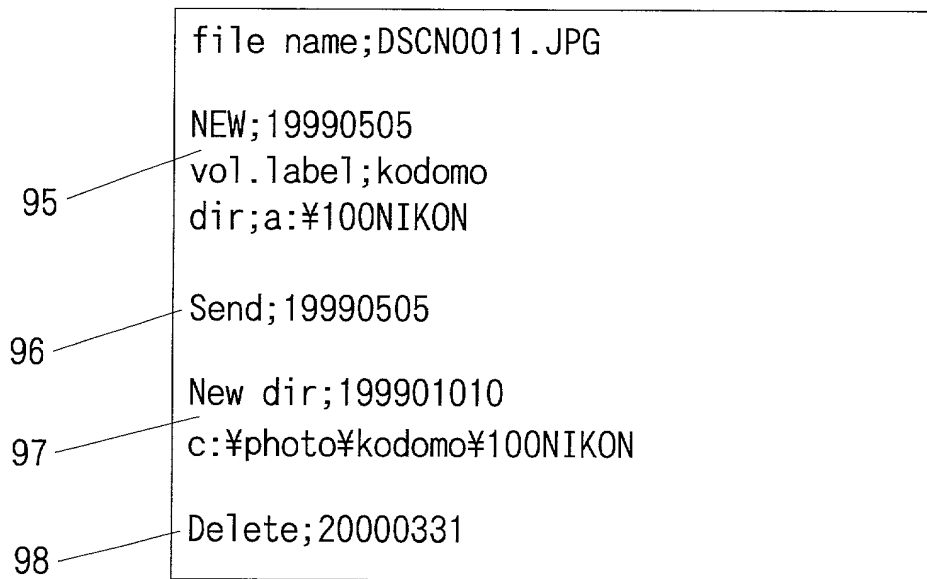 file name;DSCN0011.JPG
NEW;19990505
95
vol.label;kodomo
dir;a:¥100NIKON
Send;19990505
96
New dir;199901010
97
c:¥photo¥kodomo¥100NIKON
Delete;20000331
98